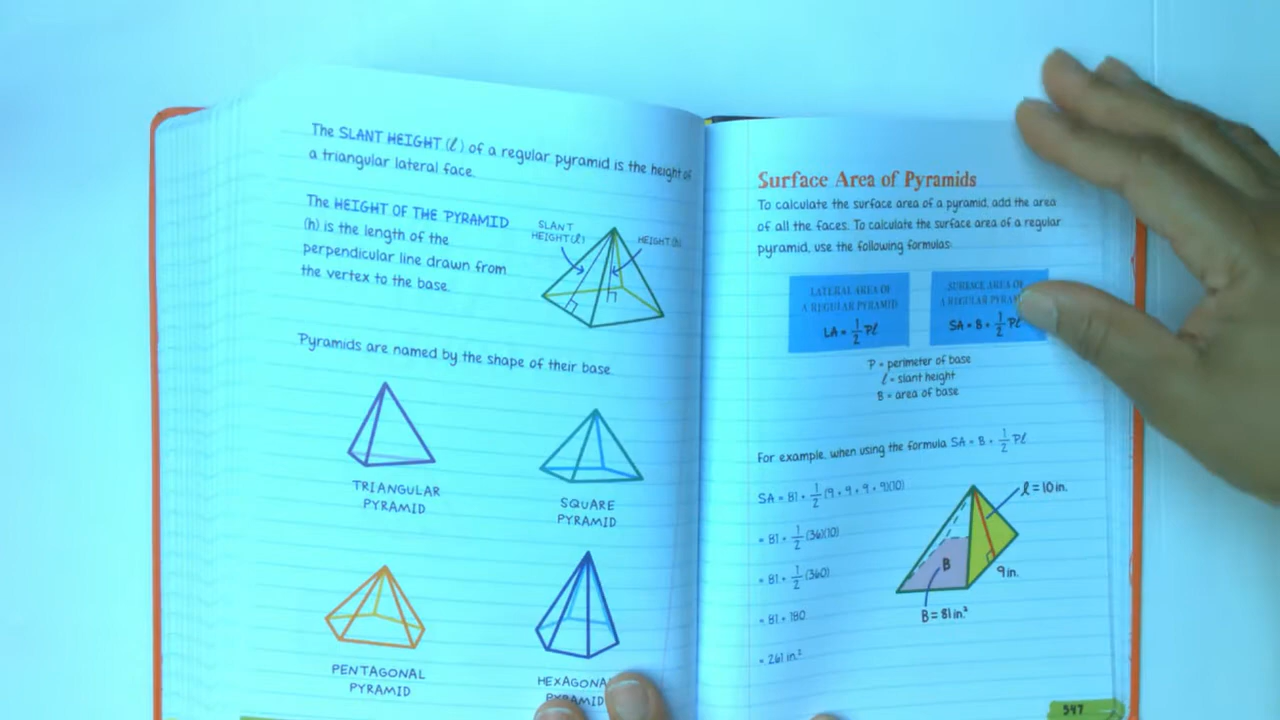 The SLANT HEIGHT (ℓ) of a regular pyramid is the height of
a triangular lateral face.
The HEIGHT OF THE PYRAMID
(h) is the length of the
perpendicular line drawn from
the vertex to the base.
SLANT
HEIGHT (ℓ)
HEIGHT (h)
Pyramids are named by the shape of their base.
TRIANGULAR
PYRAMID
SQUARE
PYRAMID
PENTAGONAL
PYRAMID
HEXAGONA
PYRAMID
Surface Area of Pyramids
To calculate the surface area of a pyramid, add the area
of all the faces. To calculate the surface area of a regular
pyramid, use the following formulas:
LATERAL AREA OF
A REGULAR PYRAMID
LA = 1/2 Pℓ
SURFACE AREA OF
A REGULAR PYRAM
SA = B + 1/2 Pℓ
P = perimeter of base
ℓ = slant height
B = area of base
For example, when using the formula SA = B + 1/2 Pℓ
SA = 81 + 1/2 (9 + 9 + 9 + 9)(10)
= 81 + 1/2 (36)(10)
= 81 + 1/2 (360)
= 81 + 180
= 261 in.²
ℓ = 10 in.
B
9 in.
B = 81 in.²
547